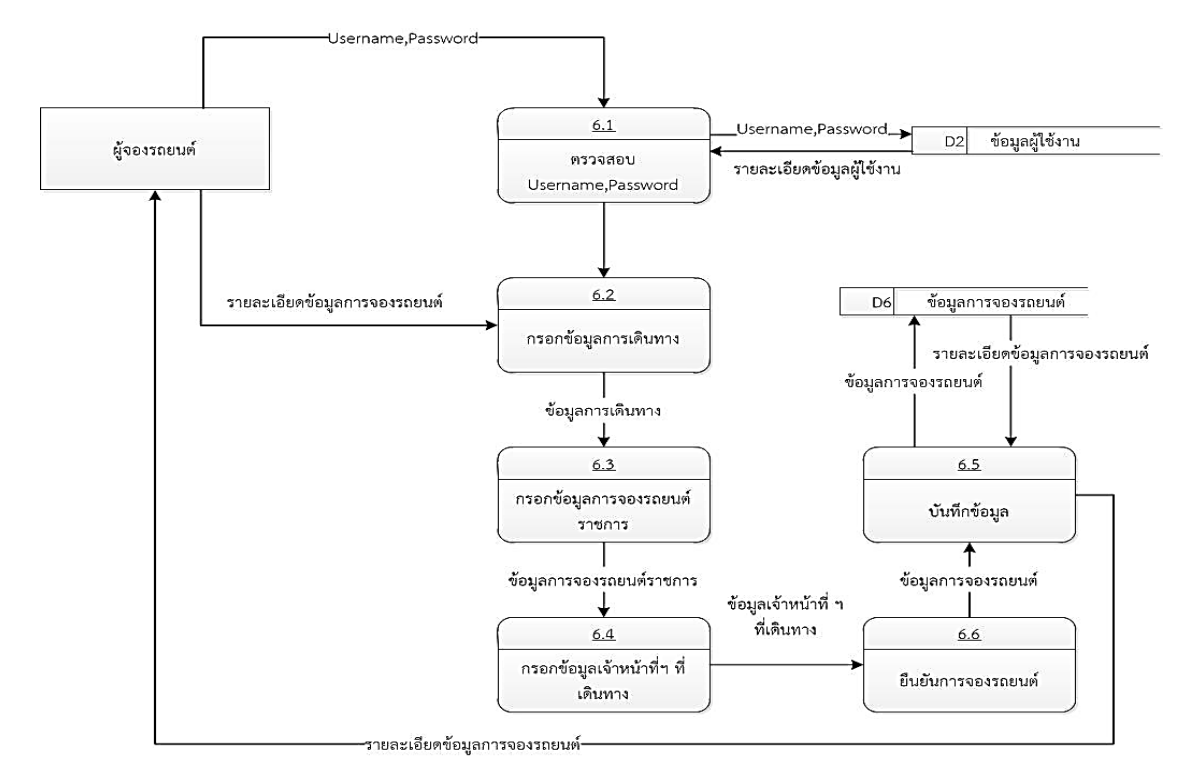 Username,Password
ผู้จองรถยนต์
6.1
ตรวจสอบ
Username,Password
Username,Password
รายละเอียดข้อมูลผู้ใช้งาน
D2 ข้อมูลผู้ใช้งาน
รายละเอียดข้อมูลการจองรถยนต์
6.2
กรอกข้อมูลการเดินทาง
D6 ข้อมูลการจองรถยนต์
รายละเอียดข้อมูลการจองรถยนต์
ข้อมูลการจองรถยนต์
ข้อมูลการเดินทาง
6.3
กรอกข้อมูลการจองรถยนต์
ราชการ
6.5
บันทึกข้อมูล
ข้อมูลการจองรถยนต์ราชการ
ข้อมูลการจองรถยนต์
ข้อมูลเจ้าหน้าที่ ฯ
ที่เดินทาง
6.4
กรอกข้อมูลเจ้าหน้าที่ฯ ที่
เดินทาง
6.6
ยืนยันการจองรถยนต์
รายละเอียดข้อมูลการจองรถยนต์